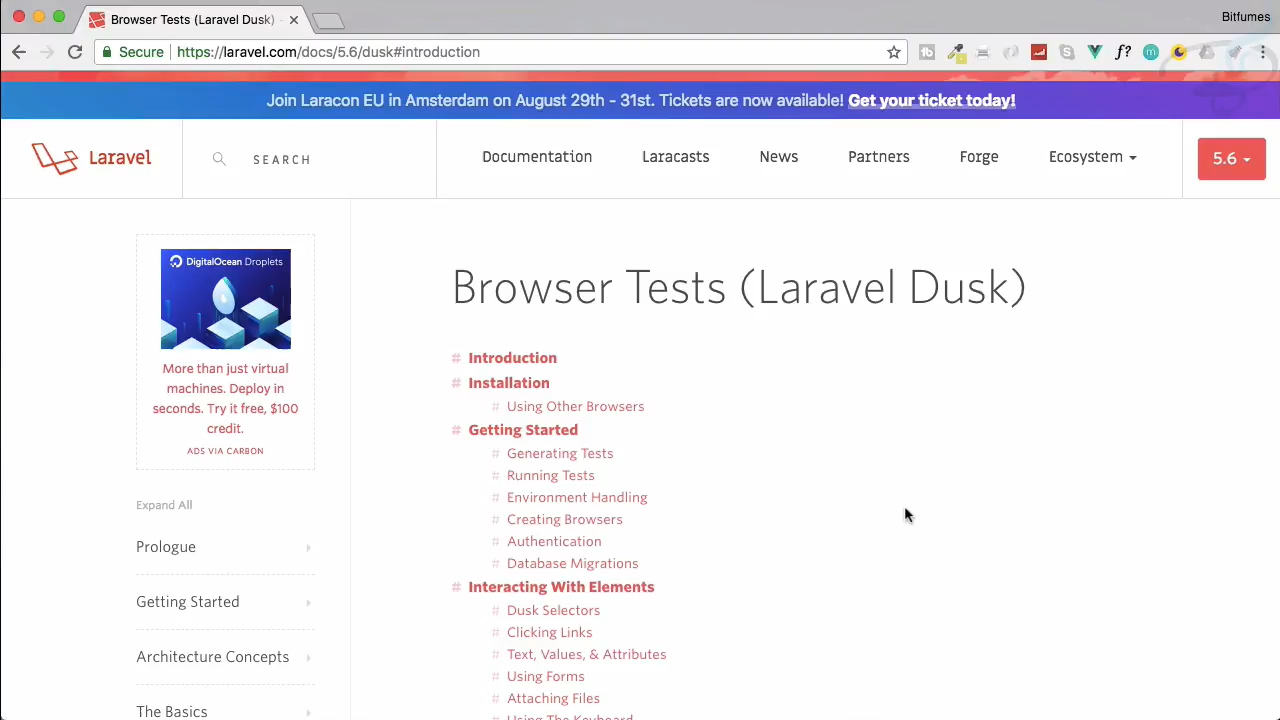 Browser Tests (Laravel Dusk) -
Bitfumes
Secure
https://laravel.com/docs/5.6/dusk#introduction
Join Laracon EU in Amsterdam on August 29th - 31st. Tickets are now available! Get your ticket today!
Laravel
SEARCH
Documentation
Laracasts
News
Partners
Forge
Ecosystem
5.6
DigitalOcean Droplets
More than just virtual
machines. Deploy in
seconds. Try it free, $100
credit.
ADS VIA CARBON
Expand All
Prologue
Getting Started
Architecture Concepts
The Basics
Browser Tests (Laravel Dusk)
# Introduction
# Installation
# Using Other Browsers
# Getting Started
# Generating Tests
# Running Tests
# Environment Handling
# Creating Browsers
# Authentication
# Database Migrations
# Interacting With Elements
# Dusk Selectors
# Clicking Links
# Text, Values, & Attributes
# Using Forms
# Attaching Files
# Using The Keyboard